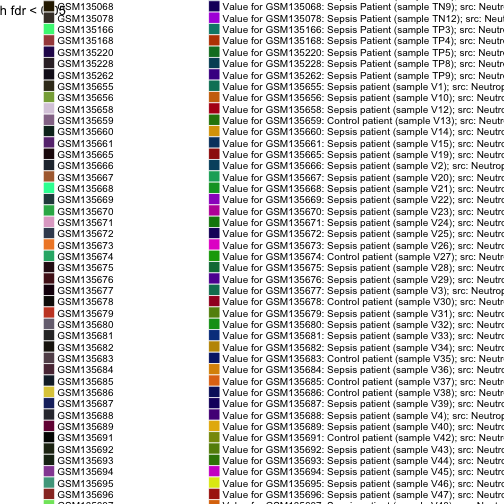 h fdr < 0.05
GSM135068 Value for GSM135068: Sepsis Patient (sample TN9); src: Neutr
GSM135078 Value for GSM135078: Sepsis Patient (sample TN12); src: Neu
GSM135166 Value for GSM135166: Sepsis Patient (sample TP3); src: Neutr
GSM135168 Value for GSM135168: Sepsis Patient (sample TP4); src: Neutr
GSM135220 Value for GSM135220: Sepsis Patient (sample TP5); src: Neutr
GSM135228 Value for GSM135228: Sepsis Patient (sample TP8); src: Neutr
GSM135262 Value for GSM135262: Sepsis Patient (sample TP9); src: Neutr
GSM135655 Value for GSM135655: Sepsis patient (sample V1); src: Neutro
GSM135656 Value for GSM135656: Sepsis patient (sample V10); src: Neutr
GSM135658 Value for GSM135658: Sepsis patient (sample V12); src: Neutr
GSM135659 Value for GSM135659: Control patient (sample V13); src: Neut
GSM135660 Value for GSM135660: Sepsis patient (sample V14); src: Neutr
GSM135661 Value for GSM135661: Sepsis patient (sample V15); src: Neutr
GSM135665 Value for GSM135665: Sepsis patient (sample V19); src: Neutr
GSM135666 Value for GSM135666: Sepsis patient (sample V2); src: Neutro
GSM135667 Value for GSM135667: Sepsis patient (sample V20); src: Neutr
GSM135668 Value for GSM135668: Sepsis patient (sample V21); src: Neutr
GSM135669 Value for GSM135669: Sepsis patient (sample V22); src: Neutr
GSM135670 Value for GSM135670: Sepsis patient (sample V23); src: Neutr
GSM135671 Value for GSM135671: Sepsis patient (sample V24); src: Neutr
GSM135672 Value for GSM135672: Sepsis patient (sample V25); src: Neutr
GSM135673 Value for GSM135673: Sepsis patient (sample V26); src: Neutr
GSM135674 Value for GSM135674: Control patient (sample V27); src: Neut
GSM135675 Value for GSM135675: Sepsis patient (sample V28); src: Neutr
GSM135676 Value for GSM135676: Sepsis patient (sample V29); src: Neutr
GSM135677 Value for GSM135677: Sepsis patient (sample V3); src: Neutrop
GSM135678 Value for GSM135678: Control patient (sample V30); src: Neut
GSM135679 Value for GSM135679: Sepsis patient (sample V31); src: Neutr
GSM135680 Value for GSM135680: Sepsis patient (sample V32); src: Neutr
GSM135681 Value for GSM135681: Sepsis patient (sample V33); src: Neutr
GSM135682 Value for GSM135682: Sepsis patient (sample V34); src: Neutr
GSM135683 Value for GSM135683: Control patient (sample V35); src: Neut
GSM135684 Value for GSM135684: Sepsis patient (sample V36); src: Neutr
GSM135685 Value for GSM135685: Control patient (sample V37); src: Neut
GSM135686 Value for GSM135686: Control patient (sample V38); src: Neut
GSM135687 Value for GSM135687: Sepsis patient (sample V39); src: Neutr
GSM135688 Value for GSM135688: Sepsis patient (sample V4); src: Neutrop
GSM135689 Value for GSM135689: Sepsis patient (sample V40); src: Neutr
GSM135691 Value for GSM135691: Control patient (sample V42); src: Neut
GSM135692 Value for GSM135692: Sepsis patient (sample V43); src: Neutr
GSM135693 Value for GSM135693: Sepsis patient (sample V44); src: Neutr
GSM135694 Value for GSM135694: Sepsis patient (sample V45); src: Neutr
GSM135695 Value for GSM135695: Sepsis patient (sample V46); src: Neutr
GSM135696 Value for GSM135696: Sepsis patient (sample V47); src: Neutr